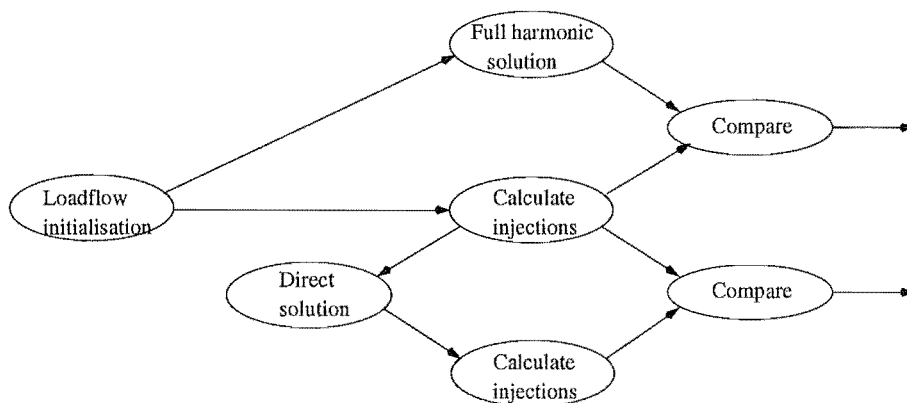 Full harmonic
solution
Compare
Loadflow
initialisation
Calculate
injections
Direct
solution
Compare
Calculate
injections